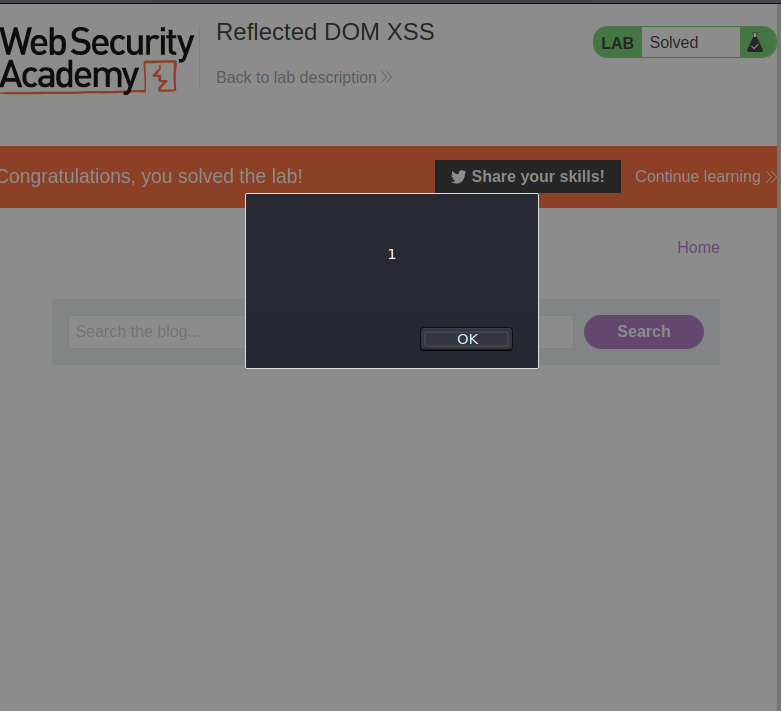 Web Security
Academy
Reflected DOM XSS
Back to lab description
LAB Solved
Congratulations, you solved the lab!
Share your skills!
Continue learning
1
OK
Home
Search the blog...
Search